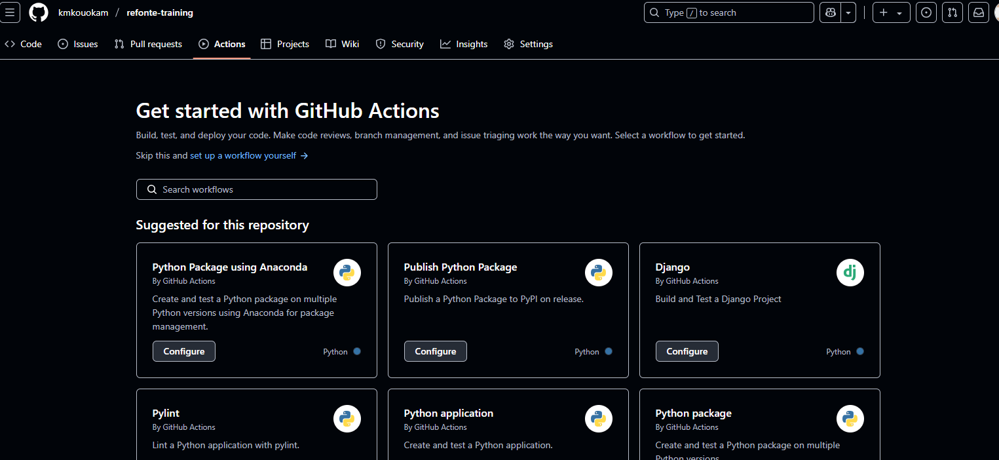 kmkouokam / refonte-training
Type / to search
Code Issues Pull requests Actions Projects Wiki Security Insights Settings
Get started with GitHub Actions
Build, test, and deploy your code. Make code reviews, branch management, and issue triaging work the way you want. Select a workflow to get started.
Skip this and set up a workflow yourself →
Search workflows
Suggested for this repository
Python Package using Anaconda
By GitHub Actions
Create and test a Python package on multiple
Python versions using Anaconda for package
management.
Configure
Python
Publish Python Package
By GitHub Actions
Publish a Python Package to PyPI on release.
Configure
Python
Django
By GitHub Actions
dj
Build and Test a Django Project
Configure
Python
Pylint
By GitHub Actions
Lint a Python application with pylint.
Python application
By GitHub Actions
Create and test a Python application.
Python package
By GitHub Actions
Create and test a Python package on multiple
Python versions